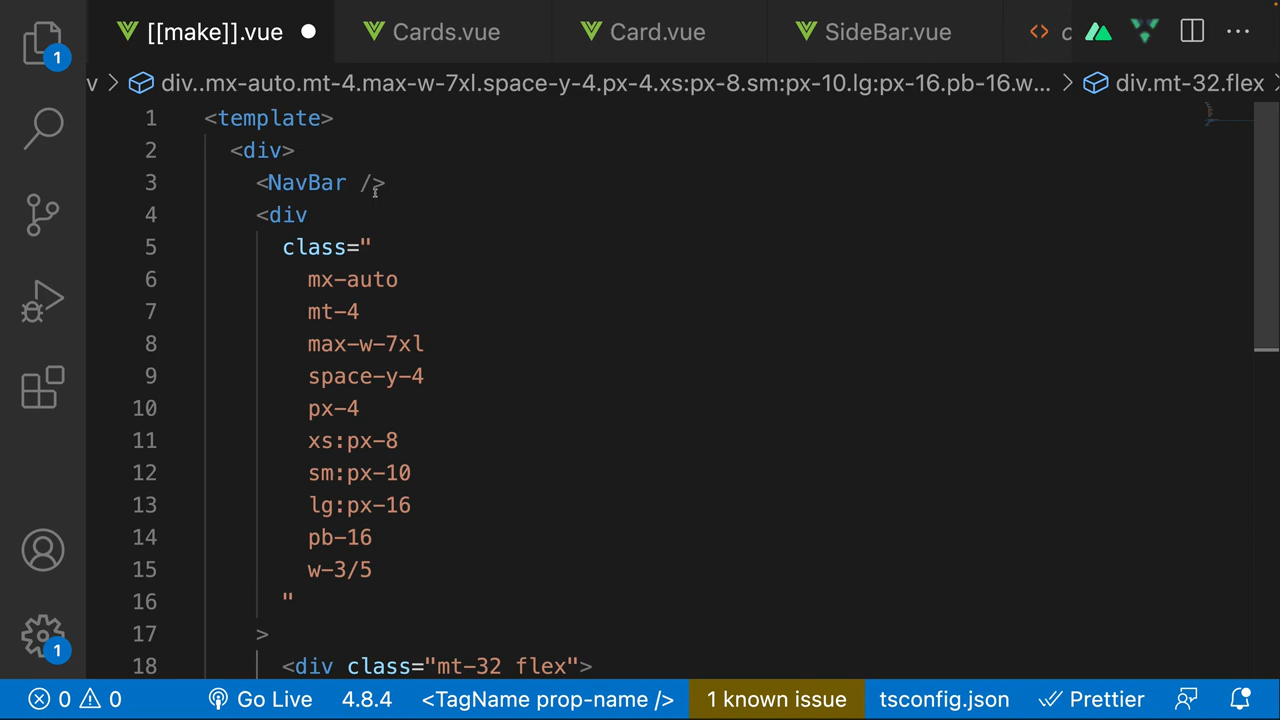 [[make]].vue Cards.vue Card.vue SideBar.vue
v > div..mx-auto.mt-4.max-w-7xl.space-y-4.px-4.xs:px-8.sm:px-10.lg:px-16.pb-16.w... > div.mt-32.flex
1 <template>
2 <div>
3 <NavBar />
4 <div
5 class="
6 mx-auto
7 mt-4
8 max-w-7xl
9 space-y-4
10 px-4
11 xs:px-8
12 sm:px-10
13 lg:px-16
14 pb-16
15 w-3/5
16 "
17 >
18 <div class="mt-32 flex">
1
1
0 0 Go Live 4.8.4 <TagName prop-name /> 1 known issue tsconfig.json Prettier